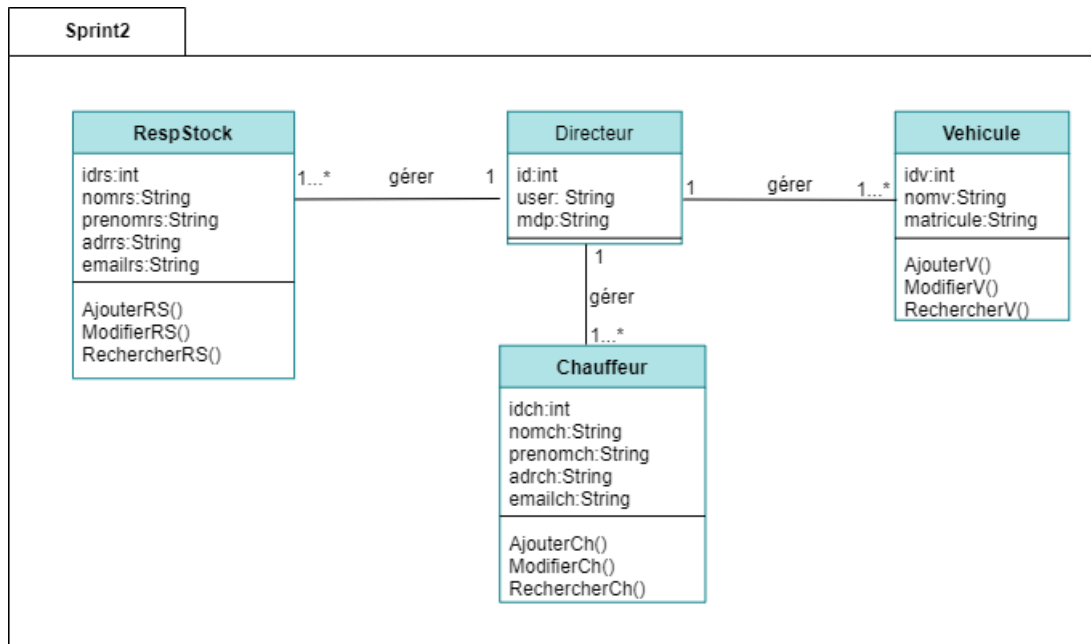 Sprint2
RespStock
idrs:int
nomrs:String
prenomrs:String
adrrs:String
emailrs:String
AjouterRS()
ModifierRS()
RechercherRS()
1...*
gérer
1
Directeur
id:int
user: String
mdp:String
1
gérer
1...*
Vehicule
idv:int
nomv:String
matricule:String
AjouterV()
ModifierV()
RechercherV()
1
gérer
1...*
Chauffeur
idch:int
nomch:String
prenomch:String
adrch:String
emailch:String
AjouterCh()
ModifierCh()
RechercherCh()